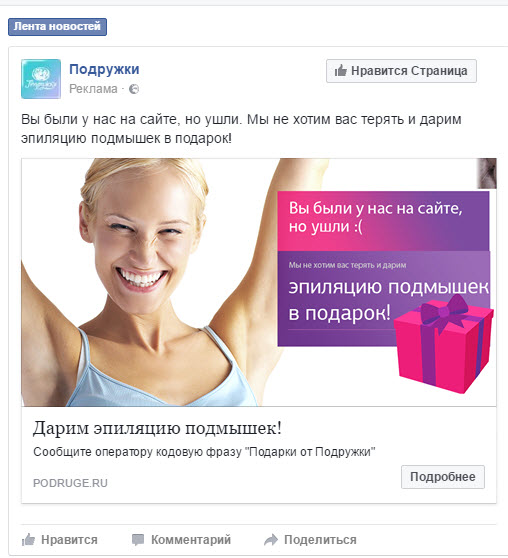 Лента новостей
Подружки
Нравится Страница
Реклама ·
Вы были у нас на сайте, но ушли. Мы не хотим вас терять и дарим
эпиляцию подмышек в подарок!
Вы были у нас на сайте,
но ушли :(
Мы не хотим вас терять и дарим
эпиляцию подмышек
в подарок!
Дарим эпиляцию подмышек!
Сообщите оператору кодовую фразу "Подарки от Подружки"
Подробнее
PODRUGE.RU
Нравится
Комментарий
Поделиться